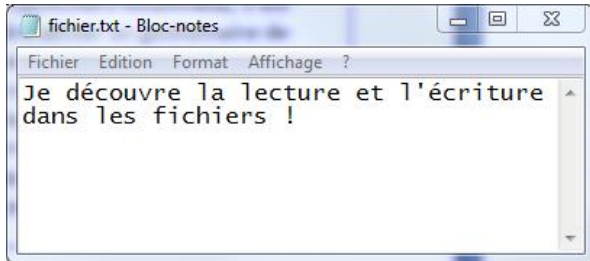 fichier.txt - Bloc-notes
Fichier Edition Format Affichage ?
Je découvre la lecture et l'écriture
dans les fichiers !